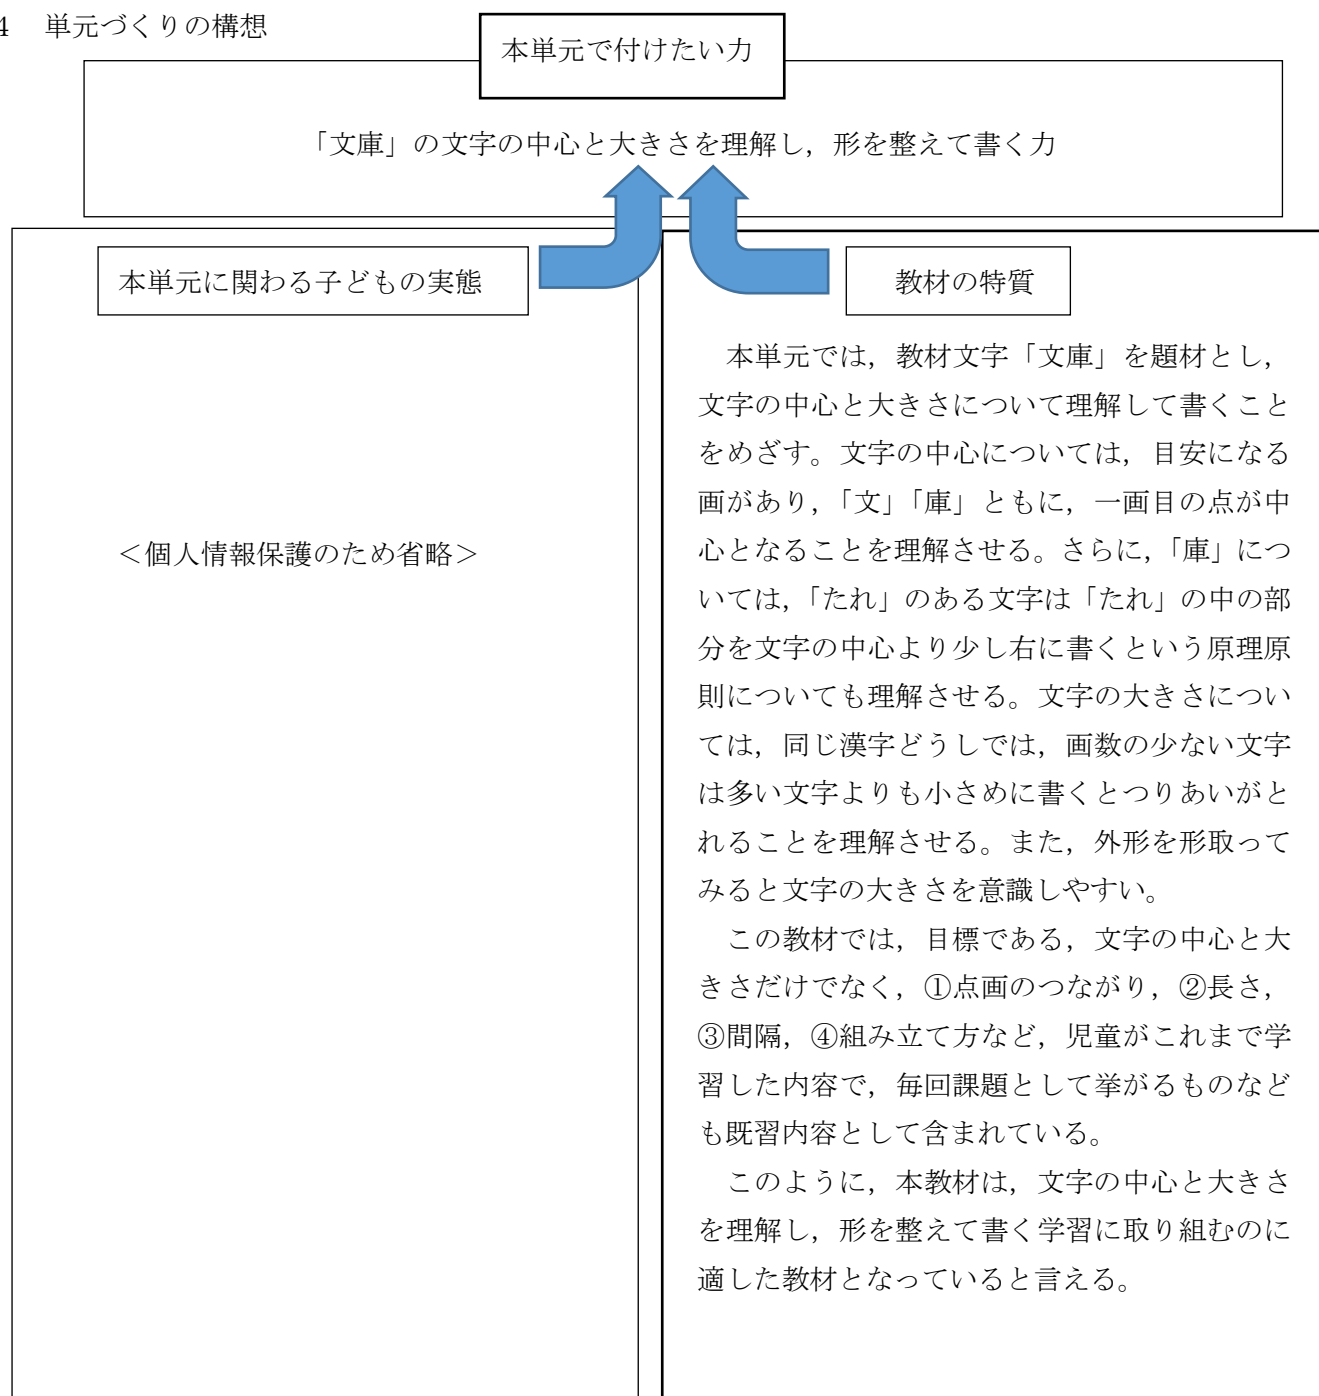 4 単元づくりの構想
本単元で付けたい力
「文庫」の文字の中心と大きさを理解し，形を整えて書く力
本単元に関わる子どもの実態
＜個人情報保護のため省略＞
教材の特質
本単元では，教材文字「文庫」を題材とし，
文字の中心と大きさについて理解して書くこと
をめざす。文字の中心については，目安になる
画があり，「文」「庫」ともに，一画目の点が中
心となることを理解させる。さらに，「庫」につ
いては，「たれ」のある文字は「たれ」の中の部
分を文字の中心より少し右に書くという原理原
則についても理解させる。文字の大きさについ
ては，同じ漢字どうしでは，画数の少ない文字
は多い文字よりも小さめに書くとつりあいがと
れることを理解させる。また，外形を形取って
みると文字の大きさを意識しやすい。
この教材では，目標である，文字の中心と大
きさだけでなく，①点画のつながり，②長さ，
③間隔，④組み立て方など，児童がこれまで学
習した内容で，毎回課題として挙がるものなど
も既習内容として含まれている。
このように，本教材は，文字の中心と大きさ
を理解し，形を整えて書く学習に取り組むのに
適した教材となっていると言える。